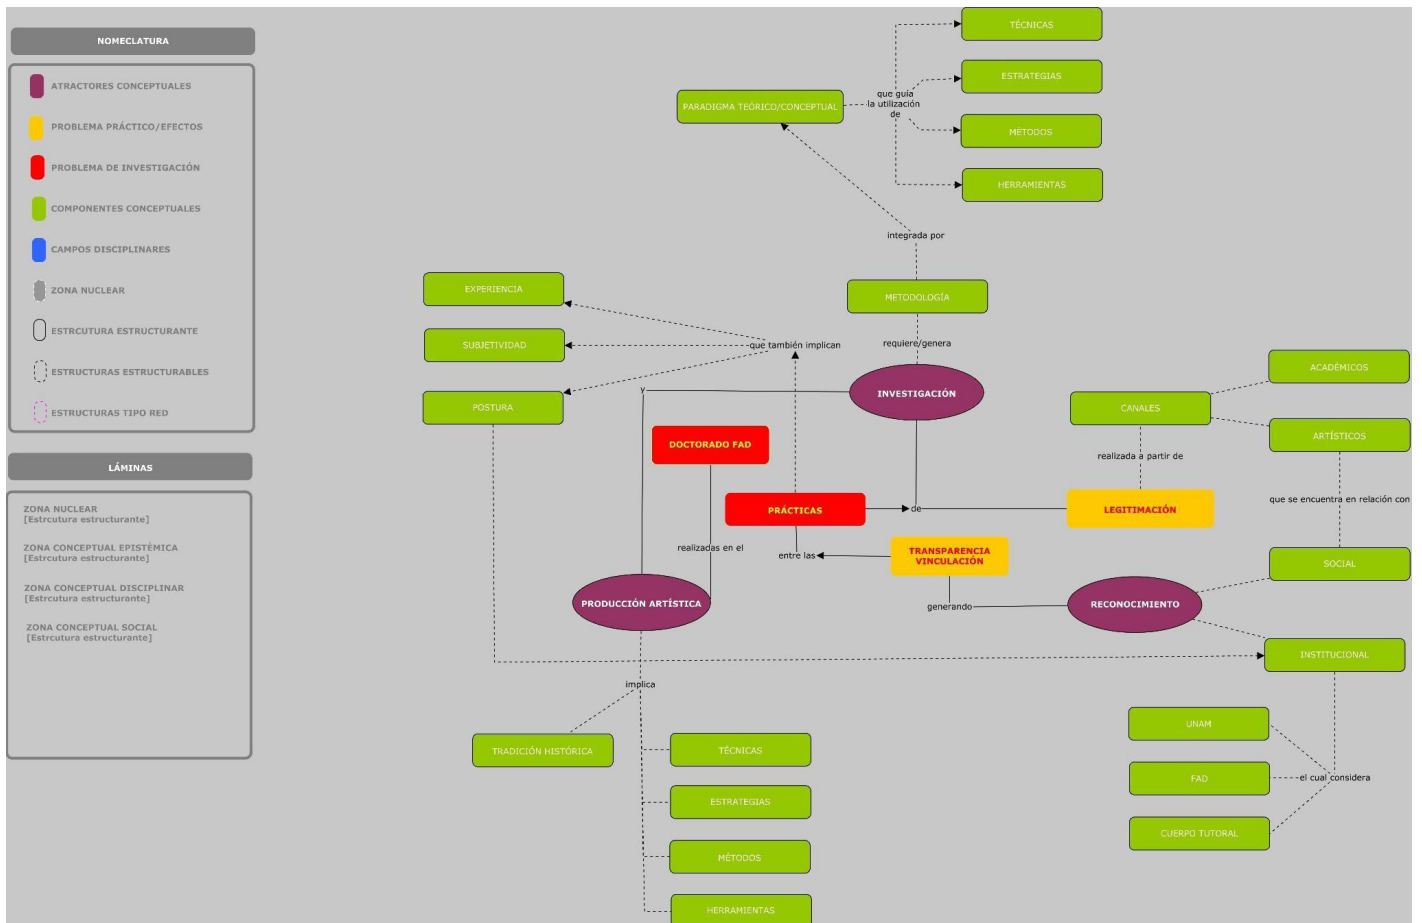 NOMECLATURA
ATRACTORES CONCEPTUALES
PROBLEMA PRÁCTICO/EFECTOS
PROBLEMA DE INVESTIGACIÓN
COMPONENTES CONCEPTUALES
CAMPOS DISCIPLINARES
ZONA NUCLEAR
ESTRCUTURA ESTRUCTURANTE
ESTRUCTURAS ESTRUCTURABLES
ESTRUCTURAS TIPO RED
LÁMINAS
ZONA NUCLEAR
[Estrcutura estructurante]
ZONA CONCEPTUAL EPISTÉMICA
[Estrcutura estructurante]
ZONA CONCEPTUAL DISCIPLINAR
[Estrcutura estructurante]
ZONA CONCEPTUAL SOCIAL
[Estrcutura estructurante]
TÉCNICAS
ESTRATEGIAS
MÉTODOS
HERRAMIENTAS
que guía
la utilización
de
PARADIGMA TEÓRICO/CONCEPTUAL
integrada por
METODOLOGÍA
requiere/genera
INVESTIGACIÓN
EXPERIENCIA
SUBJETIVIDAD
POSTURA
que también implican
y
DOCTORADO FAD
PRÁCTICAS
de
LEGITIMACIÓN
realizada a partir de
CANALES
ACADÉMICOS
ARTÍSTICOS
que se encuentra en relación con
SOCIAL
realizadas en el
entre las
TRANSPARENCIA
VINCULACIÓN
generando
RECONOCIMIENTO
PRODUCCIÓN ARTÍSTICA
INSTITUCIONAL
implica
TRADICIÓN HISTÓRICA
TÉCNICAS
ESTRATEGIAS
MÉTODOS
HERRAMIENTAS
UNAM
FAD
CUERPO TUTORAL
el cual considera